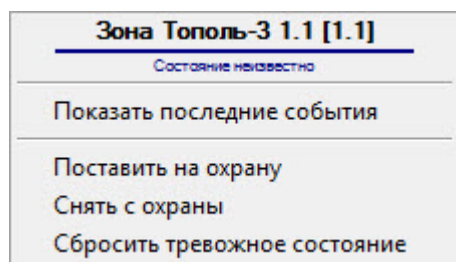 Зона Тополь-3 1.1 [1.1]
Состояние неизвестно
Показать последние события
Поставить на охрану
Снять с охраны
Сбросить тревожное состояние